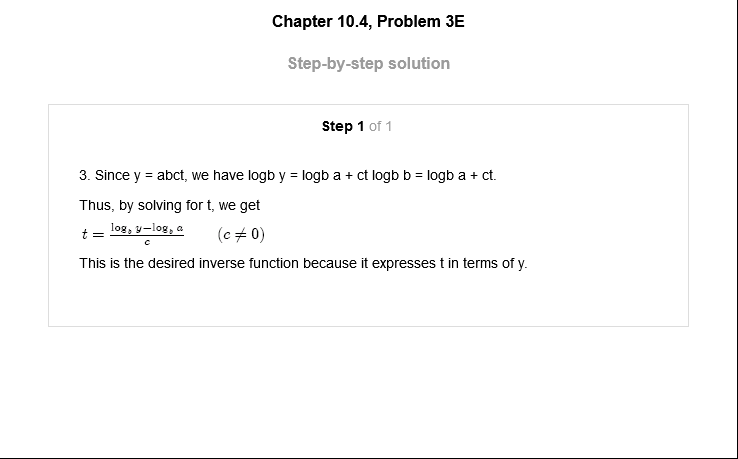 Chapter 10.4, Problem 3E
Step-by-step solution
Step 1 of 1
3. Since y = abct, we have logb y = logb a + ct logb b = logb a + ct.
Thus, by solving for t, we get
t = \frac{\log_b y - \log_b a}{c} (c ≠ 0)
This is the desired inverse function because it expresses t in terms of y.